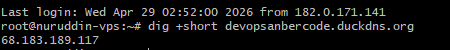 Last login: Wed Apr 29 02:52:00 2026 from 182.0.171.141
root@nuruddin-vps:~# dig +short devopsanbercode.duckdns.org
68.183.189.117